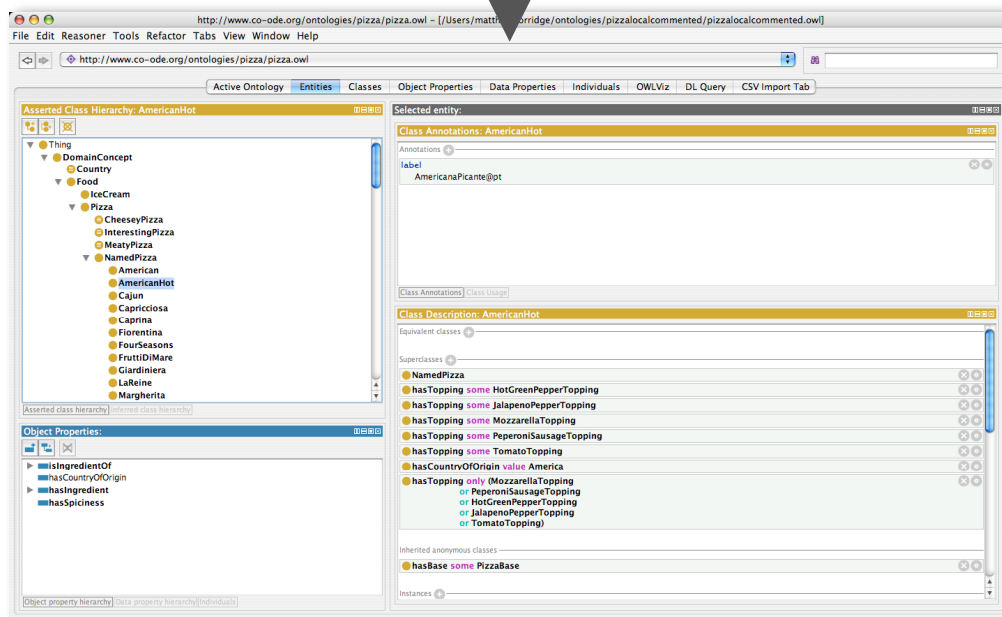 http://www.co-ode.org/ontologies/pizza/pizza.owl – [/Users/matth orridge/ontologies/pizzalocalcommented/pizzalocalcommented.owl]
File Edit Reasoner Tools Refactor Tabs View Window Help
http://www.co-ode.org/ontologies/pizza/pizza.owl
Active Ontology Entities Classes Object Properties Data Properties Individuals OWLViz DL Query CSV Import Tab
Asserted Class Hierarchy: AmericanHot
Thing
DomainConcept
Country
Food
IceCream
Pizza
CheeseyPizza
InterestingPizza
MeatyPizza
NamedPizza
American
AmericanHot
Cajun
Capricciosa
Caprina
Fiorentina
FourSeasons
FruttiDiMare
Giardiniera
LaReine
Margherita
Asserted class hierarchy Inferred class hierarchy
Object Properties:
isIngredientOf
hasCountryOfOrigin
hasIngredient
hasSpiciness
Object property hierarchy Data property hierarchy Individuals
Selected entity:
Class Annotations: AmericanHot
Annotations
label
AmericanaPicante@pt
Class Annotations Class Usage
Class Description: AmericanHot
Equivalent classes
Superclasses
NamedPizza
hasTopping some HotGreenPepperTopping
hasTopping some JalapenoPepperTopping
hasTopping some MozzarellaTopping
hasTopping some PeperoniSausageTopping
hasTopping some TomatoTopping
hasCountryOfOrigin value America
hasTopping only (MozzarellaTopping
or PeperoniSausageTopping
or HotGreenPepperTopping
or JalapenoPepperTopping
or TomatoTopping)
Inherited anonymous classes
hasBase some PizzaBase
Instances